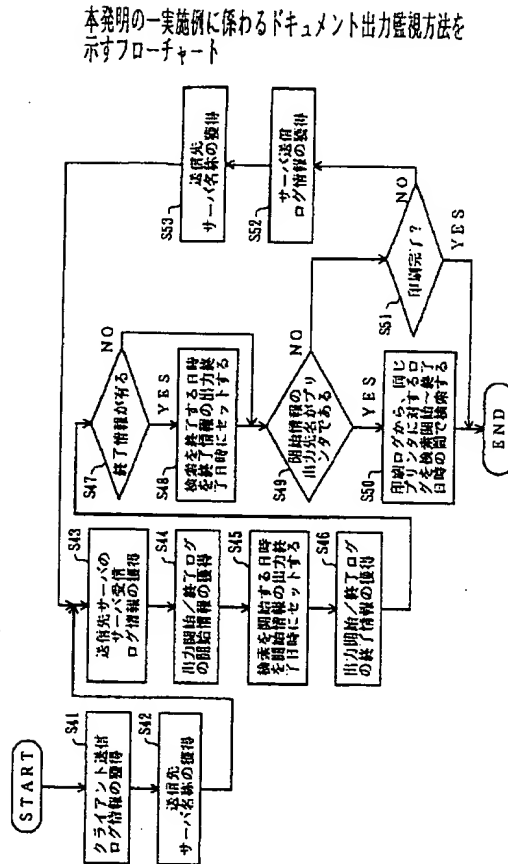 本発明の一実施例に係わるドキュメント出力監視方法を
示すフローチャート
START
S41
クライアント送信
ログ情報の獲得
S42
送信先
サーバ名称の獲得
S43
送信先サーバの
サーバ受信
ログ情報の獲得
S44
出力開始/終了ログ
の開始情報の獲得
S45
検索を開始する日時
を開始情報の出力終
了日時にセットする
S46
出力開始/終了ログ
の終了情報の獲得
S47
終了情報が有る
NO
YES
S48
検索を終了する日時
を終了情報の出力終
了日時にセットする
S49
開始情報の
出力先名がプリ
ンタである
NO
YES
S50
印刷ログから、同じ
プリンタに対するロ
グを検索開始~終了
日時の間で検索する
S51
印刷完了?
NO
YES
S52
サーバ送信
ログ情報の獲得
S53
送信先
サーバ名称の獲得
END